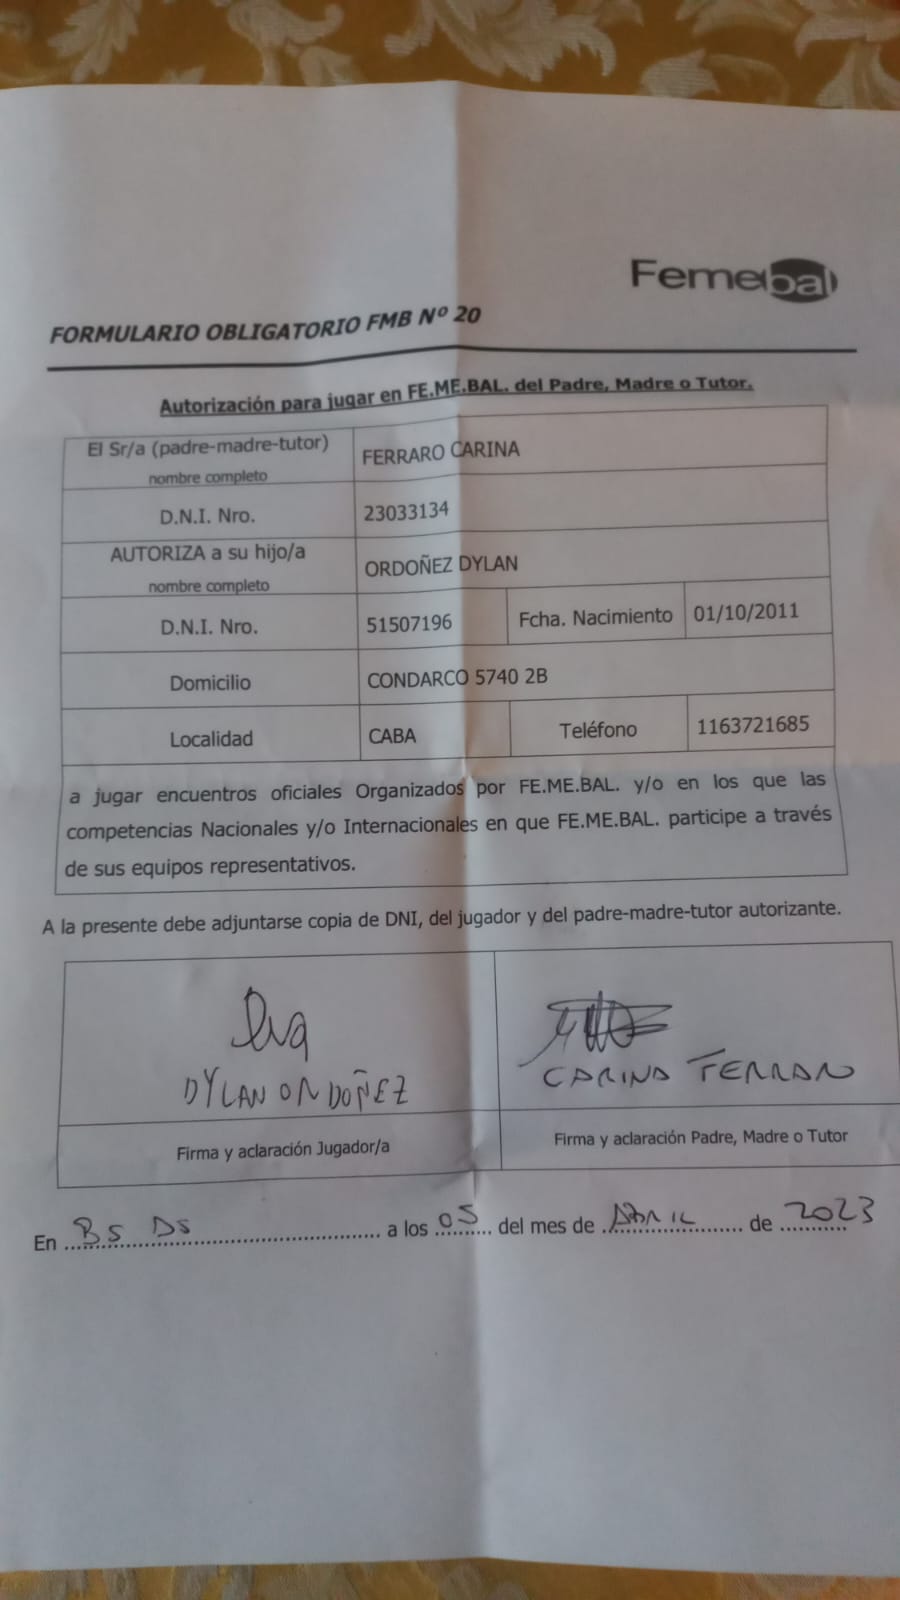 Femebal
FORMULARIO OBLIGATORIO FMB Nº 20
Autorización para jugar en FE.ME.BAL. del Padre, Madre o Tutor.
El Sr/a (padre-madre-tutor) FERRARO CARINA
nombre completo
D.N.I. Nro. 23033134
AUTORIZA a su hijo/a ORDOÑEZ DYLAN
nombre completo
D.N.I. Nro. 51507196 Fcha. Nacimiento 01/10/2011
Domicilio CONDARCO 5740 2B
Localidad CABA Teléfono 1163721685
a jugar encuentros oficiales Organizados por FE.ME.BAL. y/o en los que las
competencias Nacionales y/o Internacionales en que FE.ME.BAL. participe a través
de sus equipos representativos.
A la presente debe adjuntarse copia de DNI, del jugador y del padre-madre-tutor autorizante.
DYLAN ORDOÑEZ CARINA FERRARO
Firma y aclaración Jugador/a Firma y aclaración Padre, Madre o Tutor
En BS AS a los 05 del mes de ABRIL de 2023